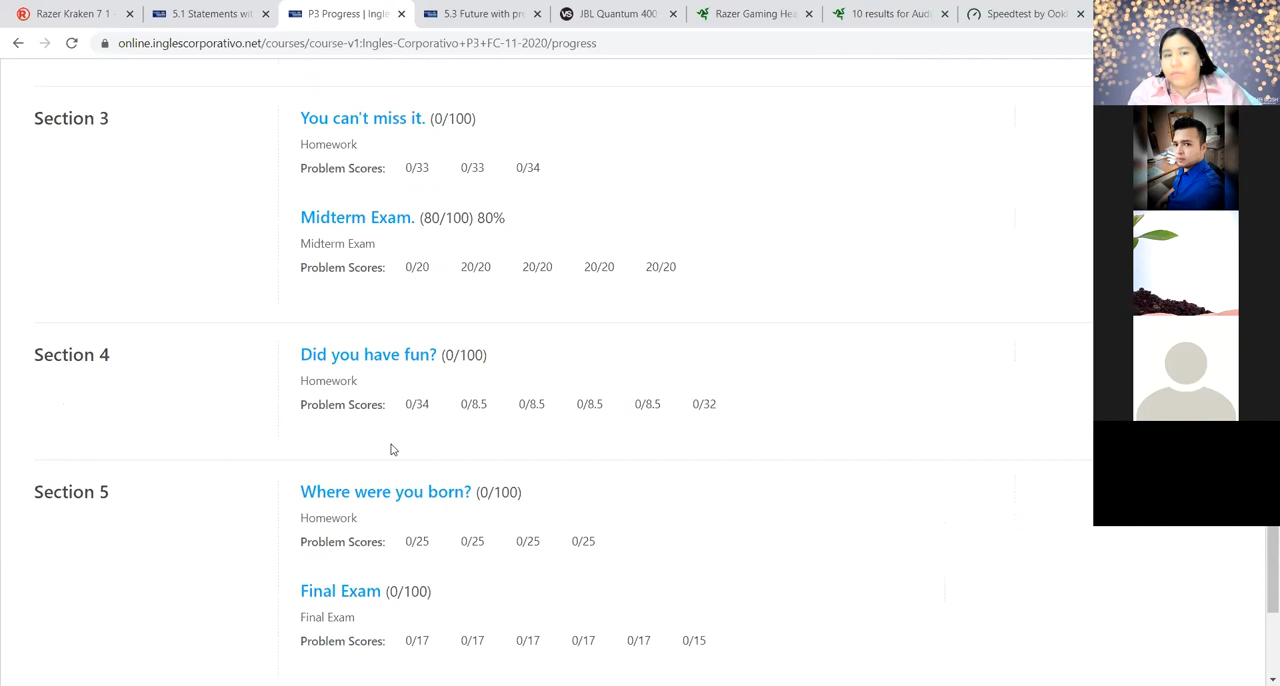 Razer Kraken 7 1 -
5.1 Statements wit
P3 Progress | Ingle
5.3 Future with pre
JBL Quantum 400
Razer Gaming Hea
10 results for Audi
Speedtest by Ookl
online.inglescorporativo.net/courses/course-v1:Ingles-Corporativo+P3+FC-11-2020/progress
Section 3
You can't miss it. (0/100)
Homework
Problem Scores: 0/33 0/33 0/34
Midterm Exam. (80/100) 80%
Midterm Exam
Problem Scores: 0/20 20/20 20/20 20/20 20/20
Section 4
Did you have fun? (0/100)
Homework
Problem Scores: 0/34 0/8.5 0/8.5 0/8.5 0/8.5 0/32
Section 5
Where were you born? (0/100)
Homework
Problem Scores: 0/25 0/25 0/25 0/25
Final Exam (0/100)
Final Exam
Problem Scores: 0/17 0/17 0/17 0/17 0/17 0/15